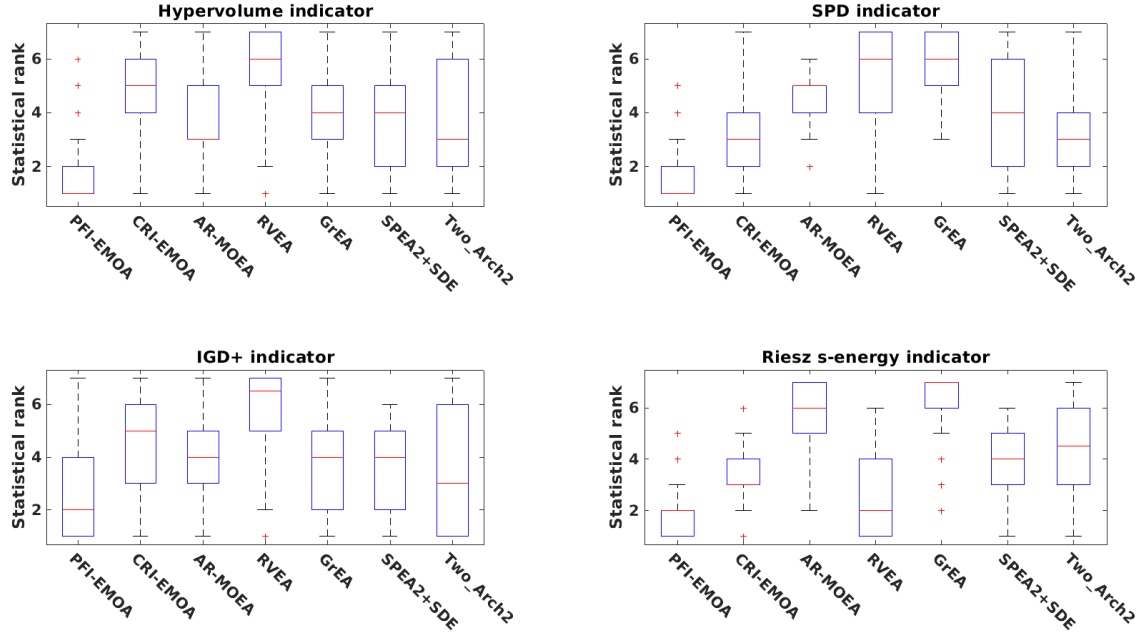 Hypervolume indicator
Statistical rank
6
4
2
PFI-EMOA
CRI-EMOA
AR-MOEA
RVEA
GrEA
SPEA2+SDE
Two_Arch2
SPD indicator
Statistical rank
6
4
2
PFI-EMOA
CRI-EMOA
AR-MOEA
RVEA
GrEA
SPEA2+SDE
Two_Arch2
IGD+ indicator
Statistical rank
6
4
2
PFI-EMOA
CRI-EMOA
AR-MOEA
RVEA
GrEA
SPEA2+SDE
Two_Arch2
Riesz s-energy indicator
Statistical rank
6
4
2
PFI-EMOA
CRI-EMOA
AR-MOEA
RVEA
GrEA
SPEA2+SDE
Two_Arch2